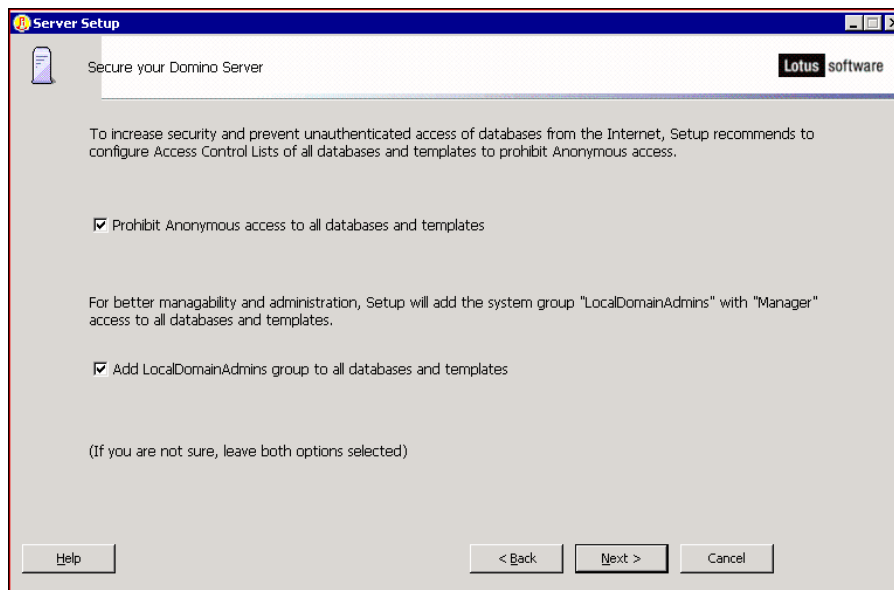 Server Setup
Secure your Domino Server
Lotus software
To increase security and prevent unauthenticated access of databases from the Internet, Setup recommends to
configure Access Control Lists of all databases and templates to prohibit Anonymous access.
Prohibit Anonymous access to all databases and templates
For better managability and administration, Setup will add the system group "LocalDomainAdmins" with "Manager"
access to all databases and templates.
Add LocalDomainAdmins group to all databases and templates
(If you are not sure, leave both options selected)
Help
< Back
Next >
Cancel